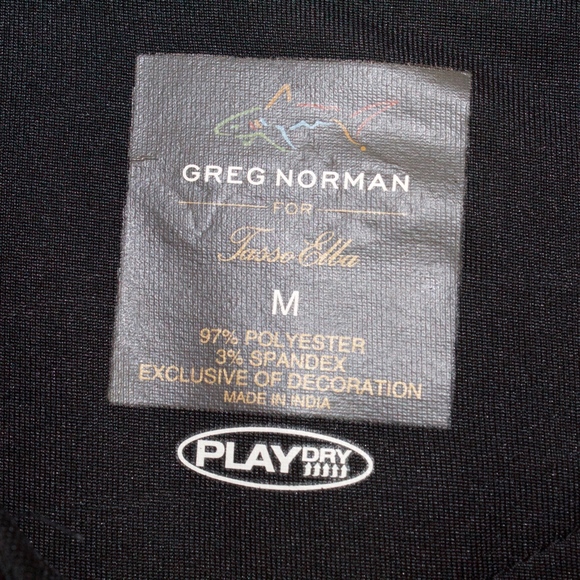 GREG NORMAN
FOR
Tasso Elba
M
97% POLYESTER
3% SPANDEX
EXCLUSIVE OF DECORATION
MADE IN INDIA
PLAYDRY